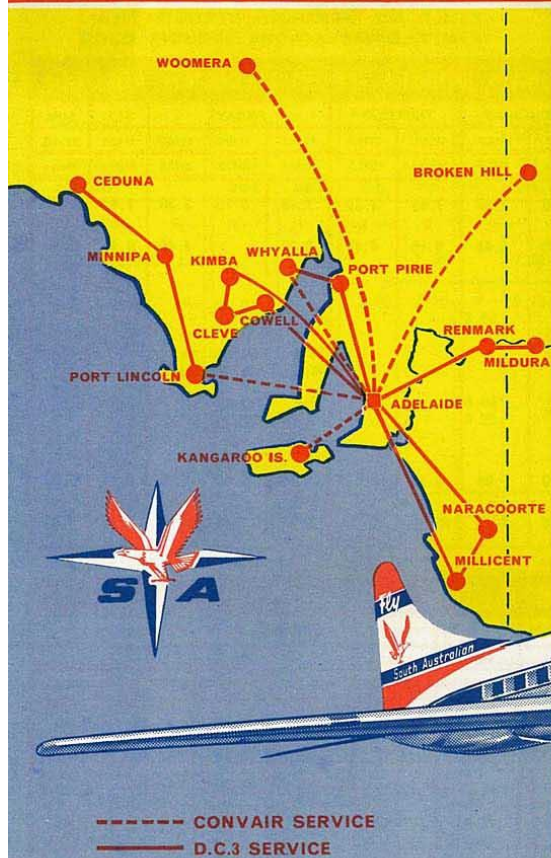 WOOMERA
BROKEN HILL
CEDUNA
MINNIPA
KIMBA
WHYALLA
PORT PIRIE
CLEVE
COWELL
RENMARK
MILDURA
PORT LINCOLN
ADELAIDE
KANGAROO IS.
NARACOORTE
MILLICENT
S A
Fly
South Australian
CONVAIR SERVICE
D.C.3 SERVICE